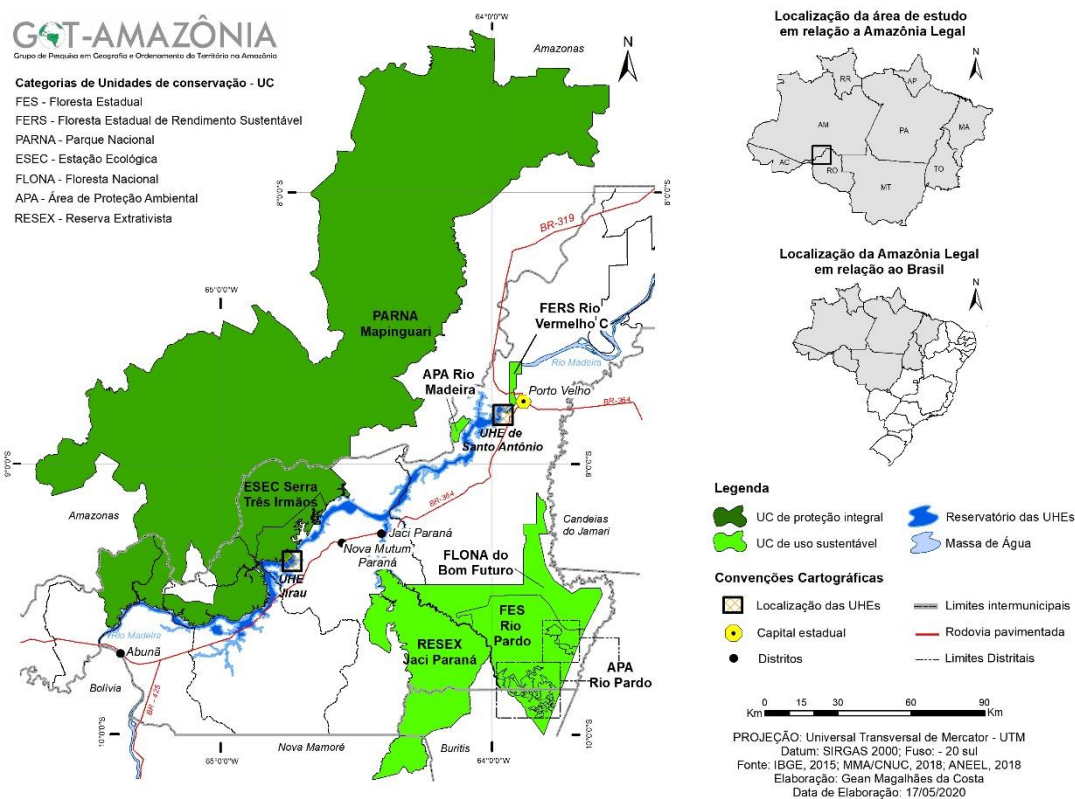 GOT-AMAZÔNIA
Grupo de Pesquisa em Geografia e Ordenamento do Território na Amazônia
Categorias de Unidades de conservação - UC
FES - Floresta Estadual
FERS - Floresta Estadual de Rendimento Sustentável
PARNA - Parque Nacional
ESEC - Estação Ecológica
FLONA - Floresta Nacional
APA - Área de Proteção Ambiental
RESEX - Reserva Extrativista
64°0'0"W
Amazonas
N
8°0'0"S
8°0'0"S
BR-319
65°0'0"W
PARNA
Mapinguari
FERS Rio
Vermelho C
Rio Madeira
APA Rio
Madeira
Porto Velho
BR-364
UHE de
Santo Antônio
9°0'0"S
9°0'0"S
ESEC Serra
Três Irmãos
BR-364
Amazonas
Candeias
do Jamari
Jaci Paraná
Nova Mutum
Paraná
FLONA do
Bom Futuro
UHE
Jirau
FES
Rio
Pardo
Rio Madeira
RESEX
Jaci Paraná
Abunã
APA
Rio Pardo
Bolívia
BR - 425
10°0'0"S
10°0'0"S
Nova Mamoré
Buritis
65°0'0"W
64°0'0"W
Localização da área de estudo
em relação a Amazônia Legal
N
RR
AP
AM
PA
MA
AC
RO
TO
MT
Localização da Amazônia Legal
em relação ao Brasil
N
Legenda
UC de proteção integral
Reservatório das UHEs
UC de uso sustentável
Massa de Água
Convenções Cartográficas
Localização das UHEs
Limites intermunicipais
Capital estadual
Rodovia pavimentada
Distritos
Limites Distritais
Km 0 15 30 60 90 Km
PROJEÇÃO: Universal Transversal de Mercator - UTM
Datum: SIRGAS 2000; Fuso: - 20 sul
Fonte: IBGE, 2015; MMA/CNUC, 2018; ANEEL, 2018
Elaboração: Gean Magalhães da Costa
Data de Elaboração: 17/05/2020